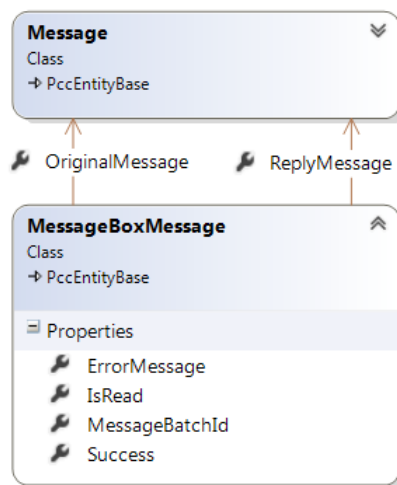 Message
Class
PccEntityBase
OriginalMessage
ReplyMessage
MessageBoxMessage
Class
PccEntityBase
Properties
ErrorMessage
IsRead
MessageBatchId
Success